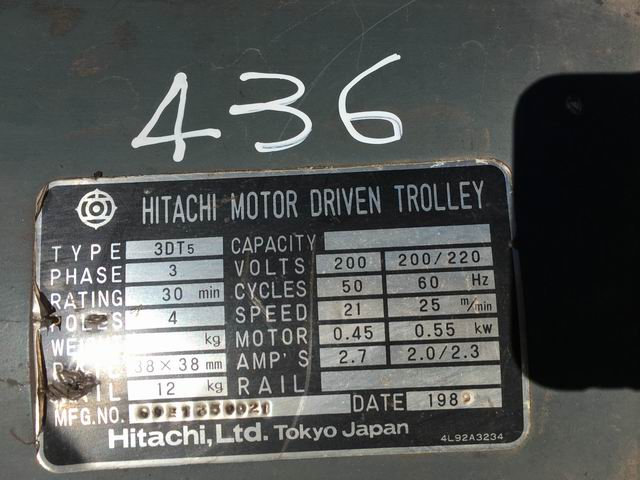 436
HITACHI MOTOR DRIVEN TROLLEY
TYPE 3DT5 CAPACITY
PHASE 3 VOLTS 200 200/220
RATING 30 min CYCLES 50 60 Hz
POLES 4 SPEED 21 25 m/min
kg MOTOR 0.45 0.55 kw
38 × 38 mm AMP'S 2.7 2.0/2.3
12 kg RAIL
MFG.NO. DATE 198
Hitachi, Ltd. Tokyo Japan
4L92A3234